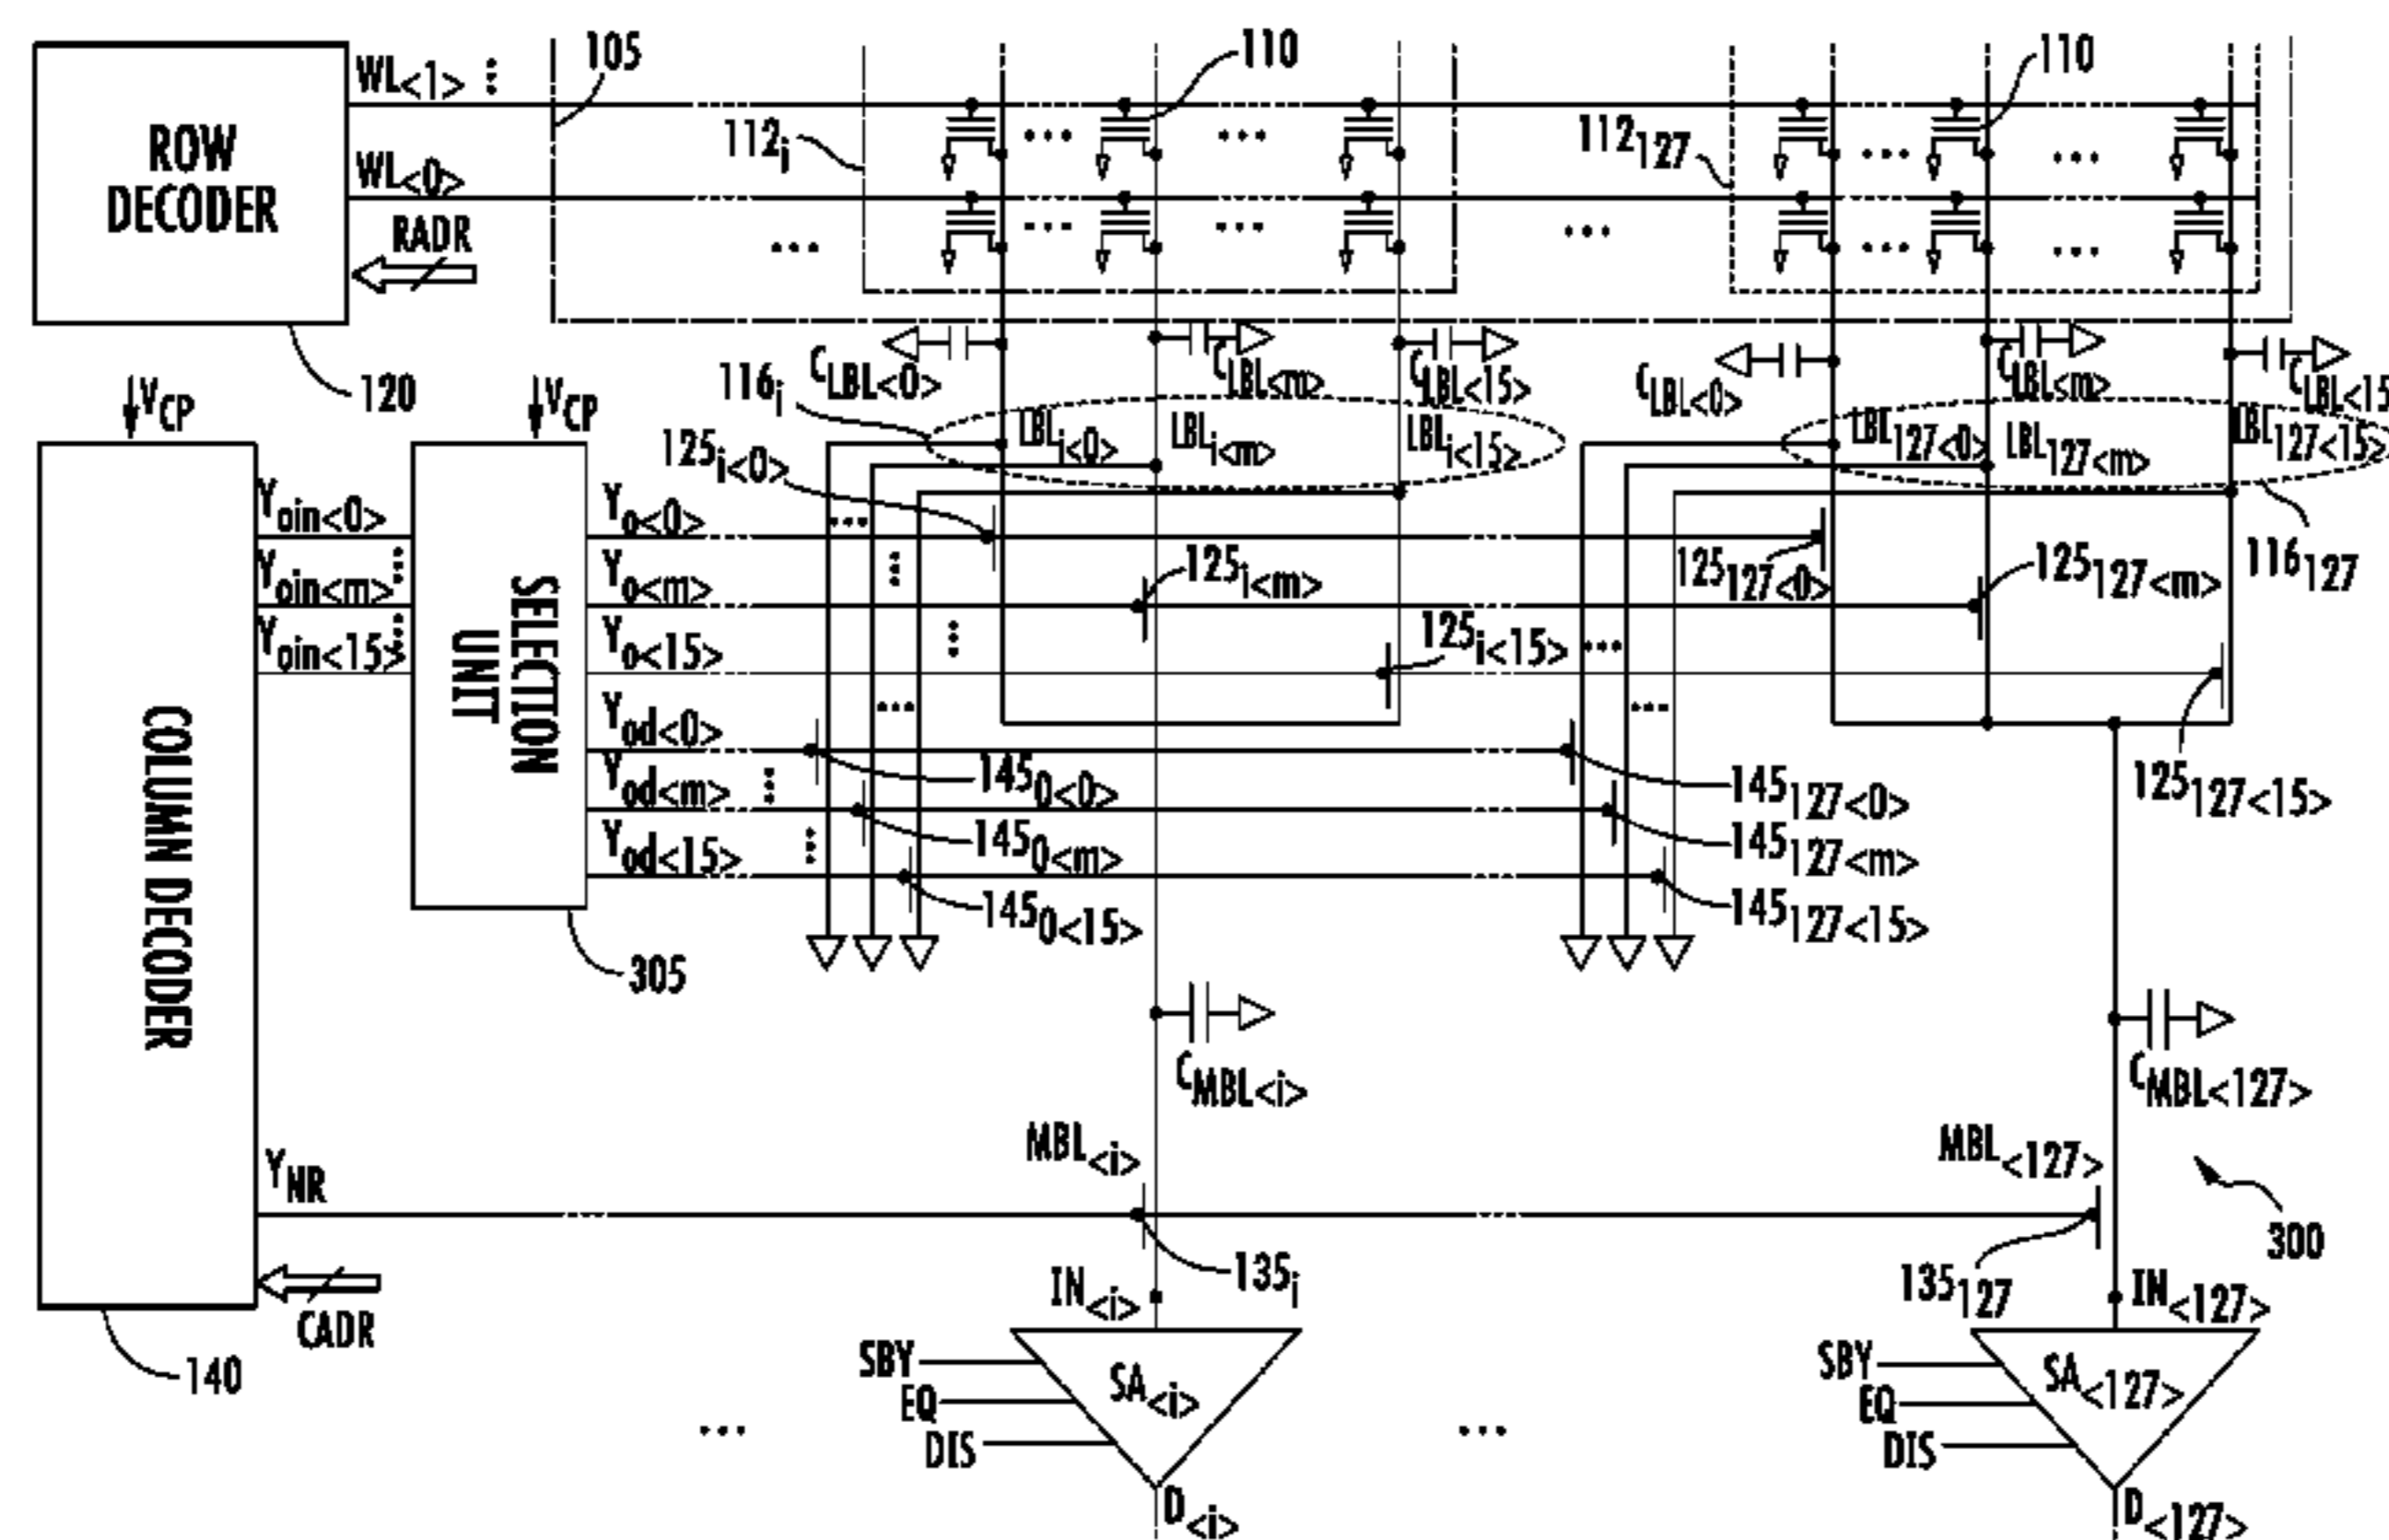 ROW
DECODER
WL<1>
WL<0>
RADR
120
105
112i
110
112127
110
CLBL<0>
CLBL<m>
CLBL<15>
CLBL<0>
CLBL<m>
CLBL<15
116i
LBLi<0>
LBLi<m>
LBLi<15>
LBL127<0>
LBL127<m>
LBL127<15>
116127
VCP
VCP
COLUMN DECODER
SELECTION
UNIT
Yoin<0>
Yoin<m>
Yoin<15>
Yo<0>
Yo<m>
Yo<15>
Yod<0>
Yod<m>
Yod<15>
125i<0>
125i<m>
125i<15>
125127<0>
125127<m>
125127<15>
1450<0>
1450<m>
1450<15>
145127<0>
145127<m>
145127<15>
305
CMBL<i>
CMBL<127>
MBL<i>
MBL<127>
YNR
300
135i
135127
CADR
140
IN<i>
IN<127>
SBY
EQ
DIS
SA<i>
SBY
EQ
DIS
SA<127>
D<i>
D<127>